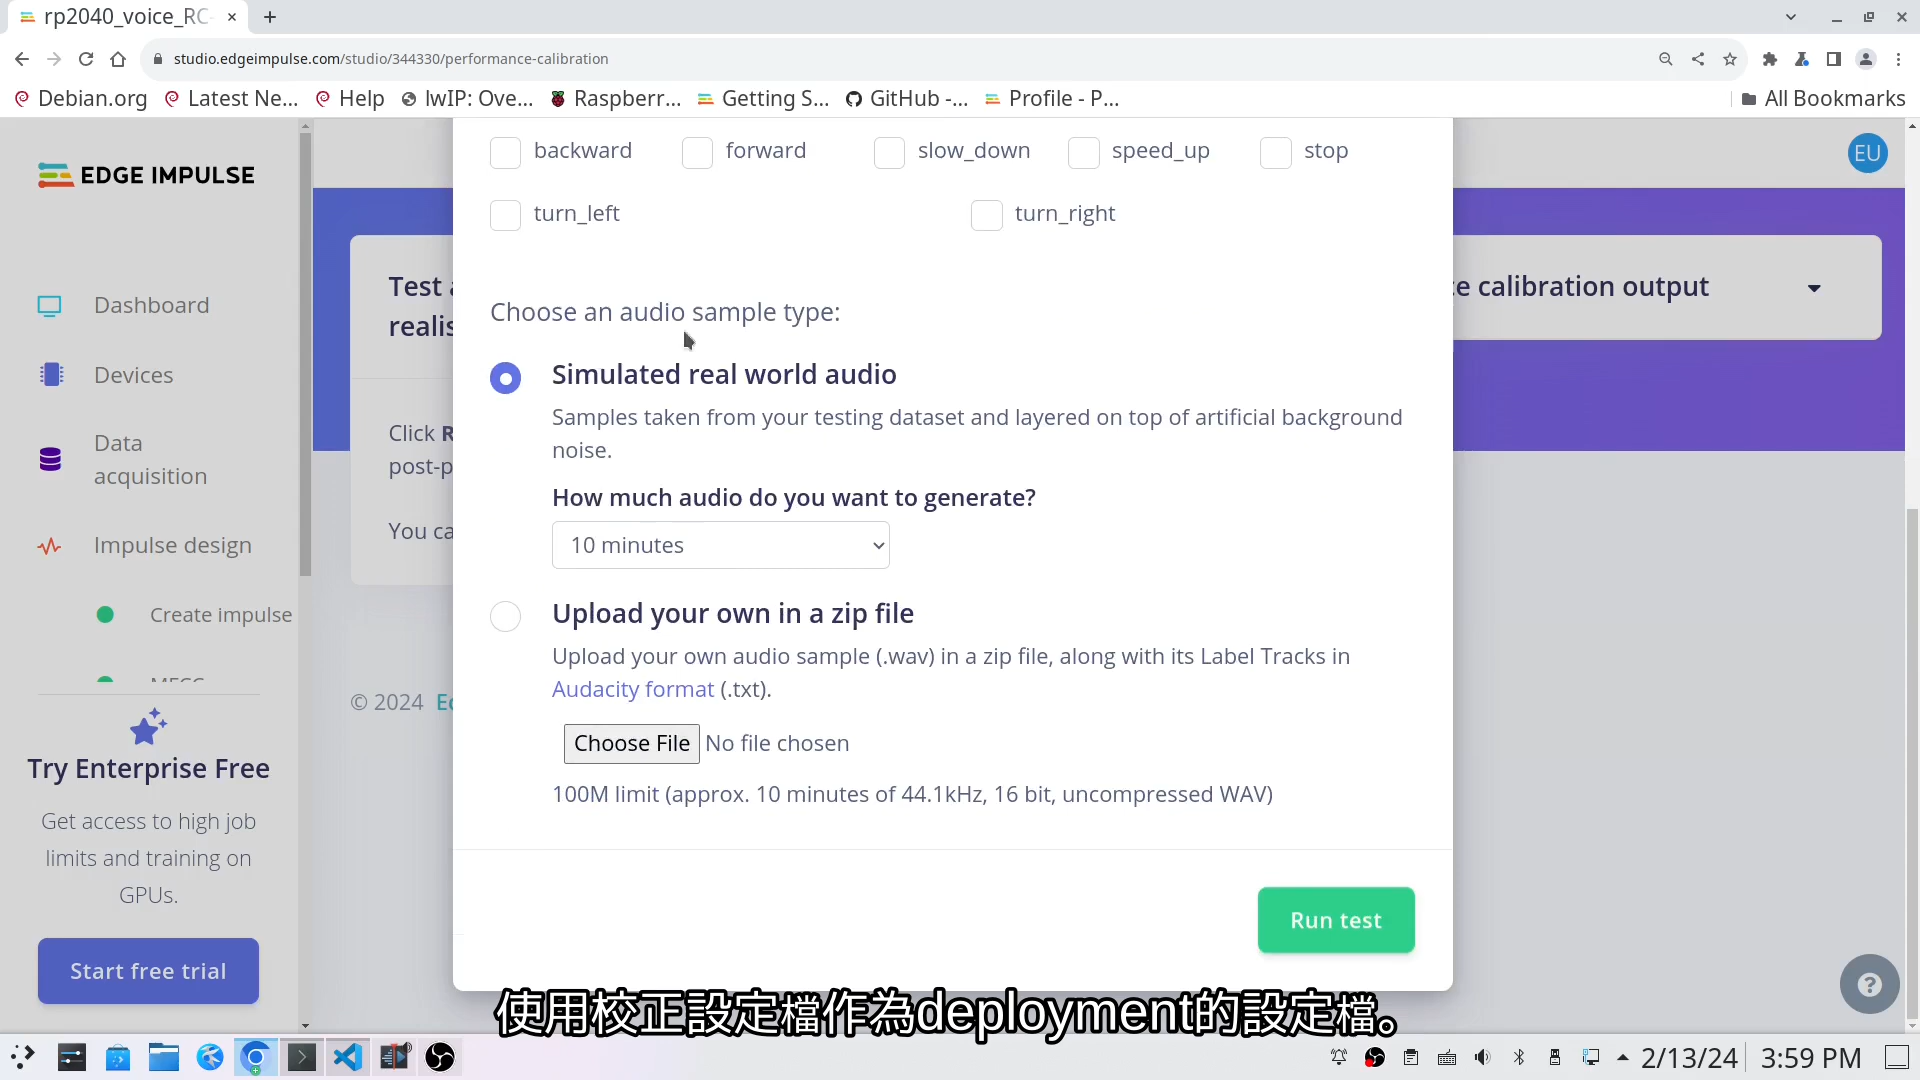 rp2040_voice_RC-
studio.edgeimpulse.com/studio/344330/performance-calibration
Debian.org
Latest Ne...
Help
lwIP: Ove...
Raspberr...
Getting S...
GitHub -...
Profile - P...
All Bookmarks
EDGE IMPULSE
EU
backward
forward
slow_down
speed_up
stop
turn_left
turn_right
Dashboard
Devices
Data
acquisition
Impulse design
Create impulse
Test
realis
Click R
post-p
You ca
© 2024
ce calibration output
Choose an audio sample type:
Simulated real world audio
Samples taken from your testing dataset and layered on top of artificial background
noise.
How much audio do you want to generate?
10 minutes
Upload your own in a zip file
Upload your own audio sample (.wav) in a zip file, along with its Label Tracks in
Audacity format (.txt).
Choose File No file chosen
100M limit (approx. 10 minutes of 44.1kHz, 16 bit, uncompressed WAV)
Run test
Try Enterprise Free
Get access to high job
limits and training on
GPUs.
Start free trial
使用校正設定檔作為deployment的設定檔。
2/13/24
3:59 PM